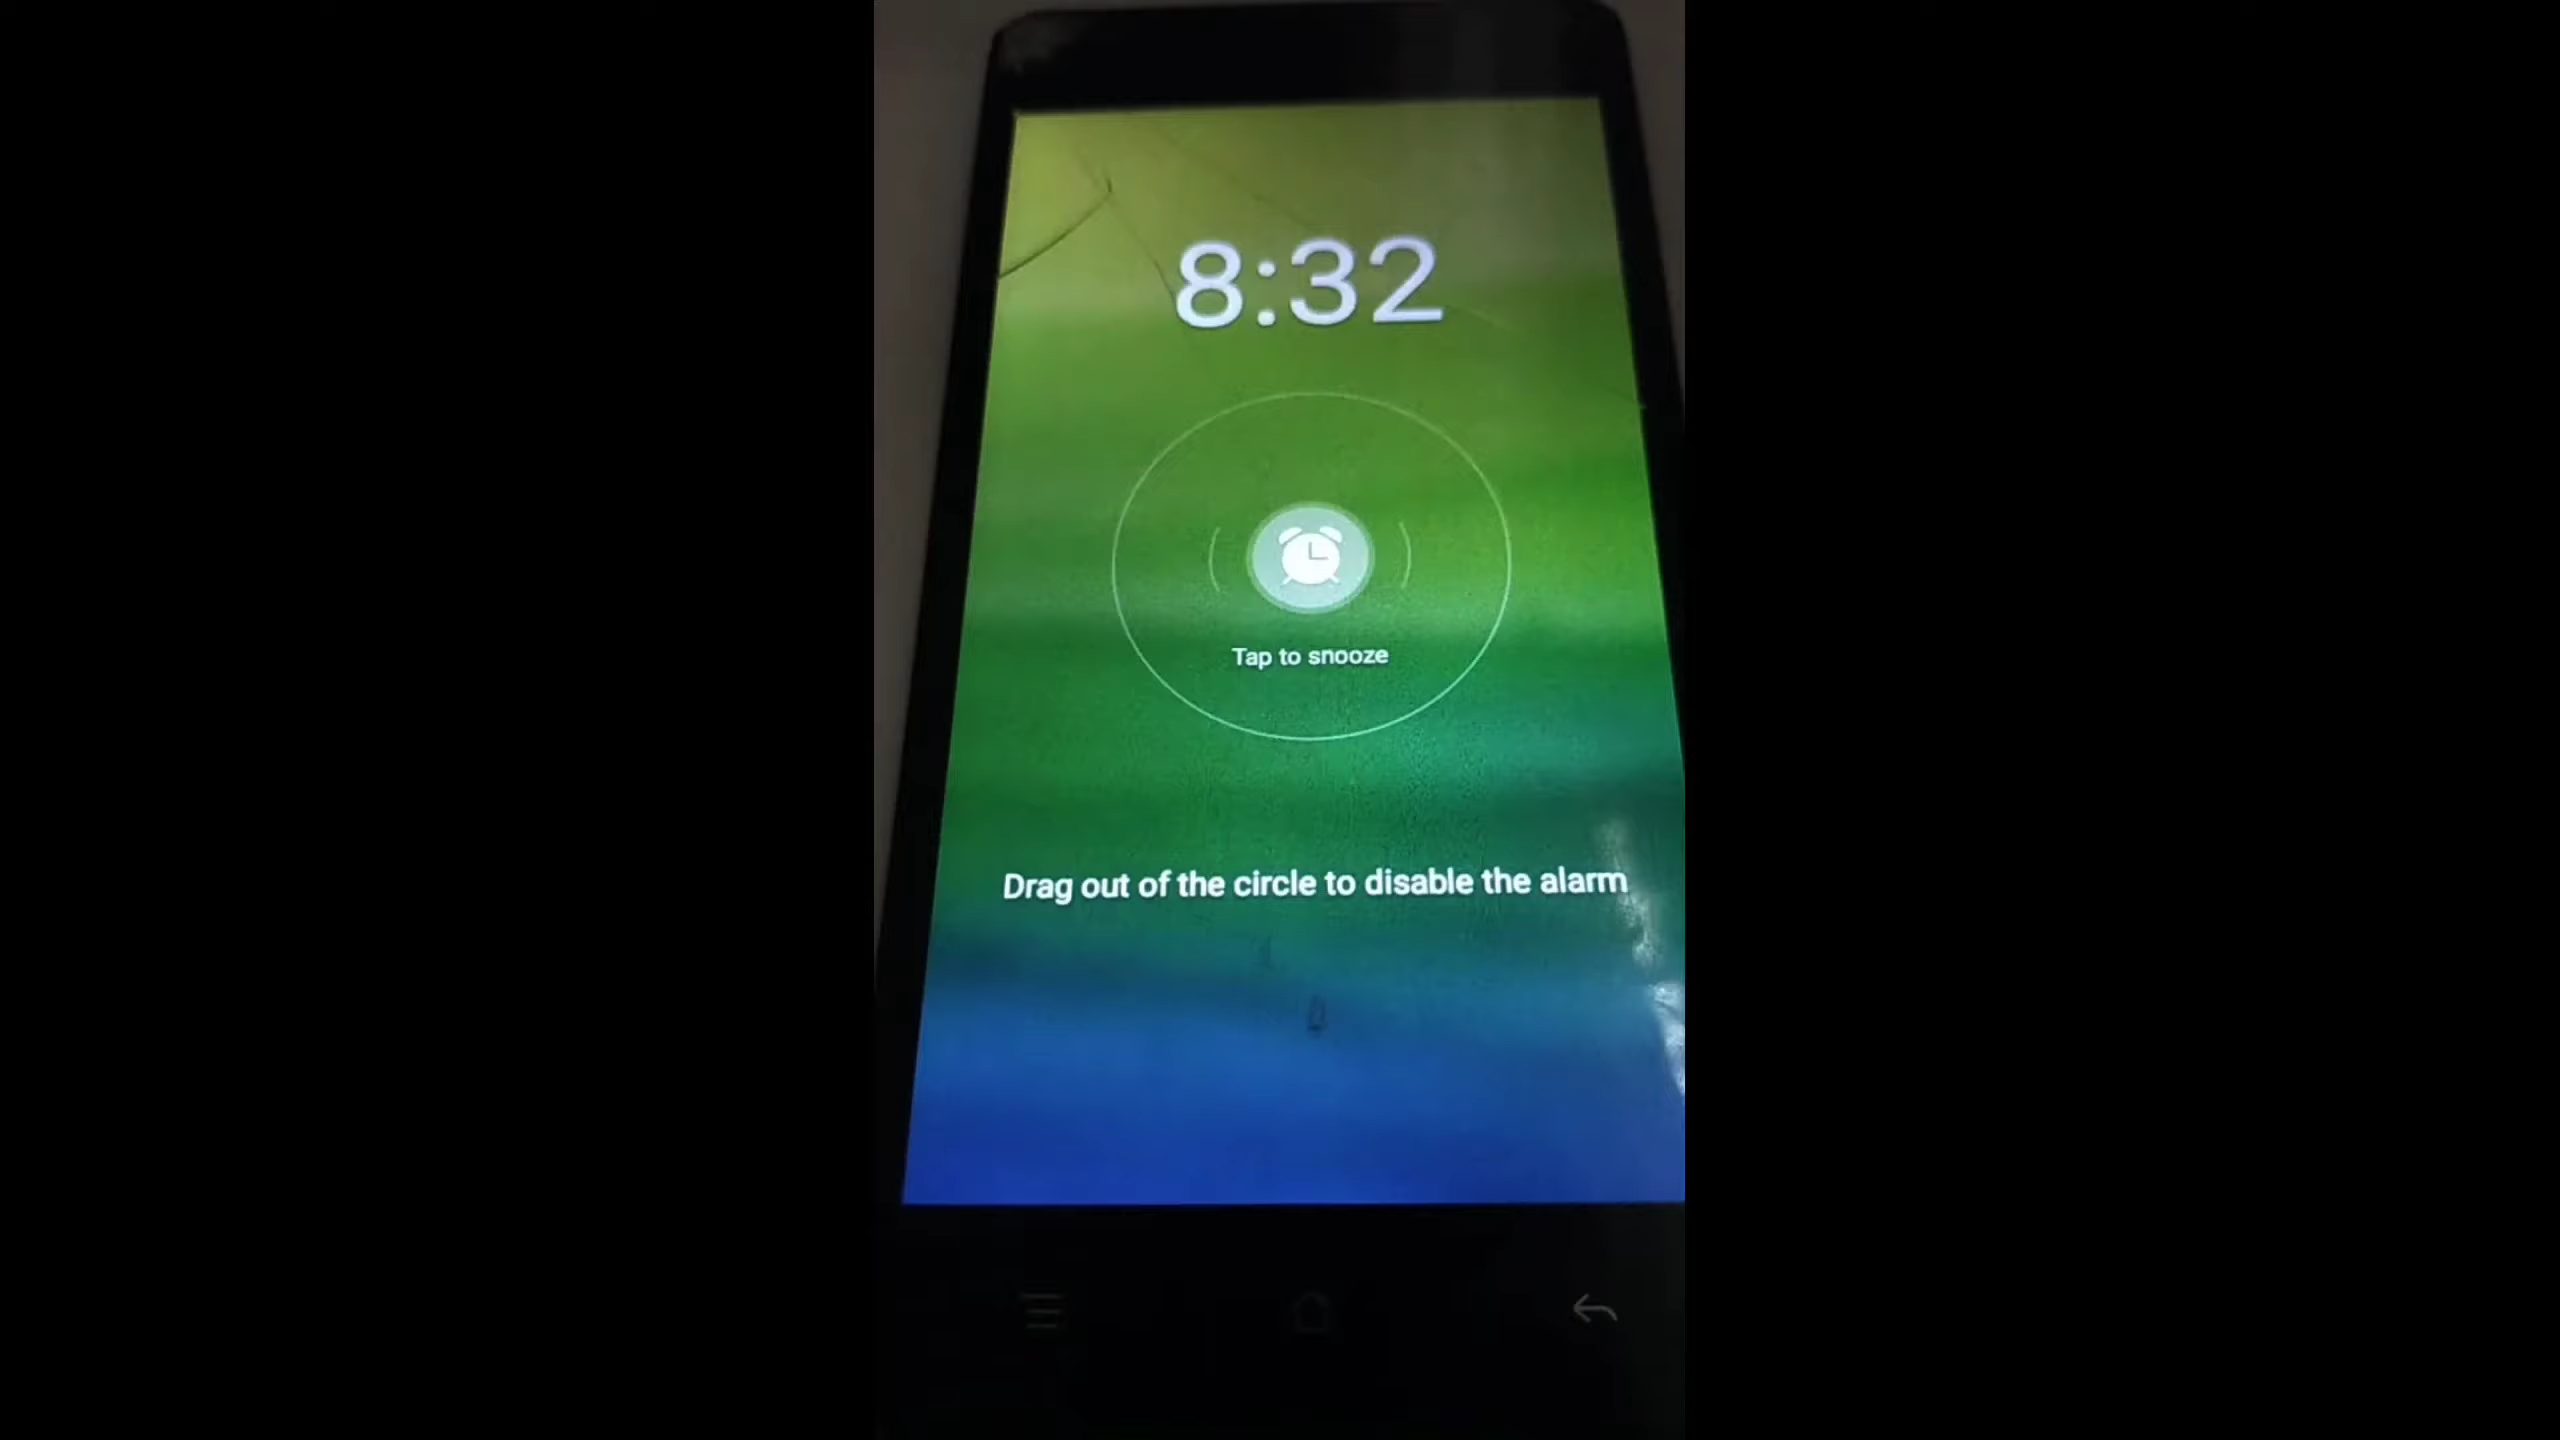 8:32
Tap to snooze
Drag out of the circle to disable the alarm